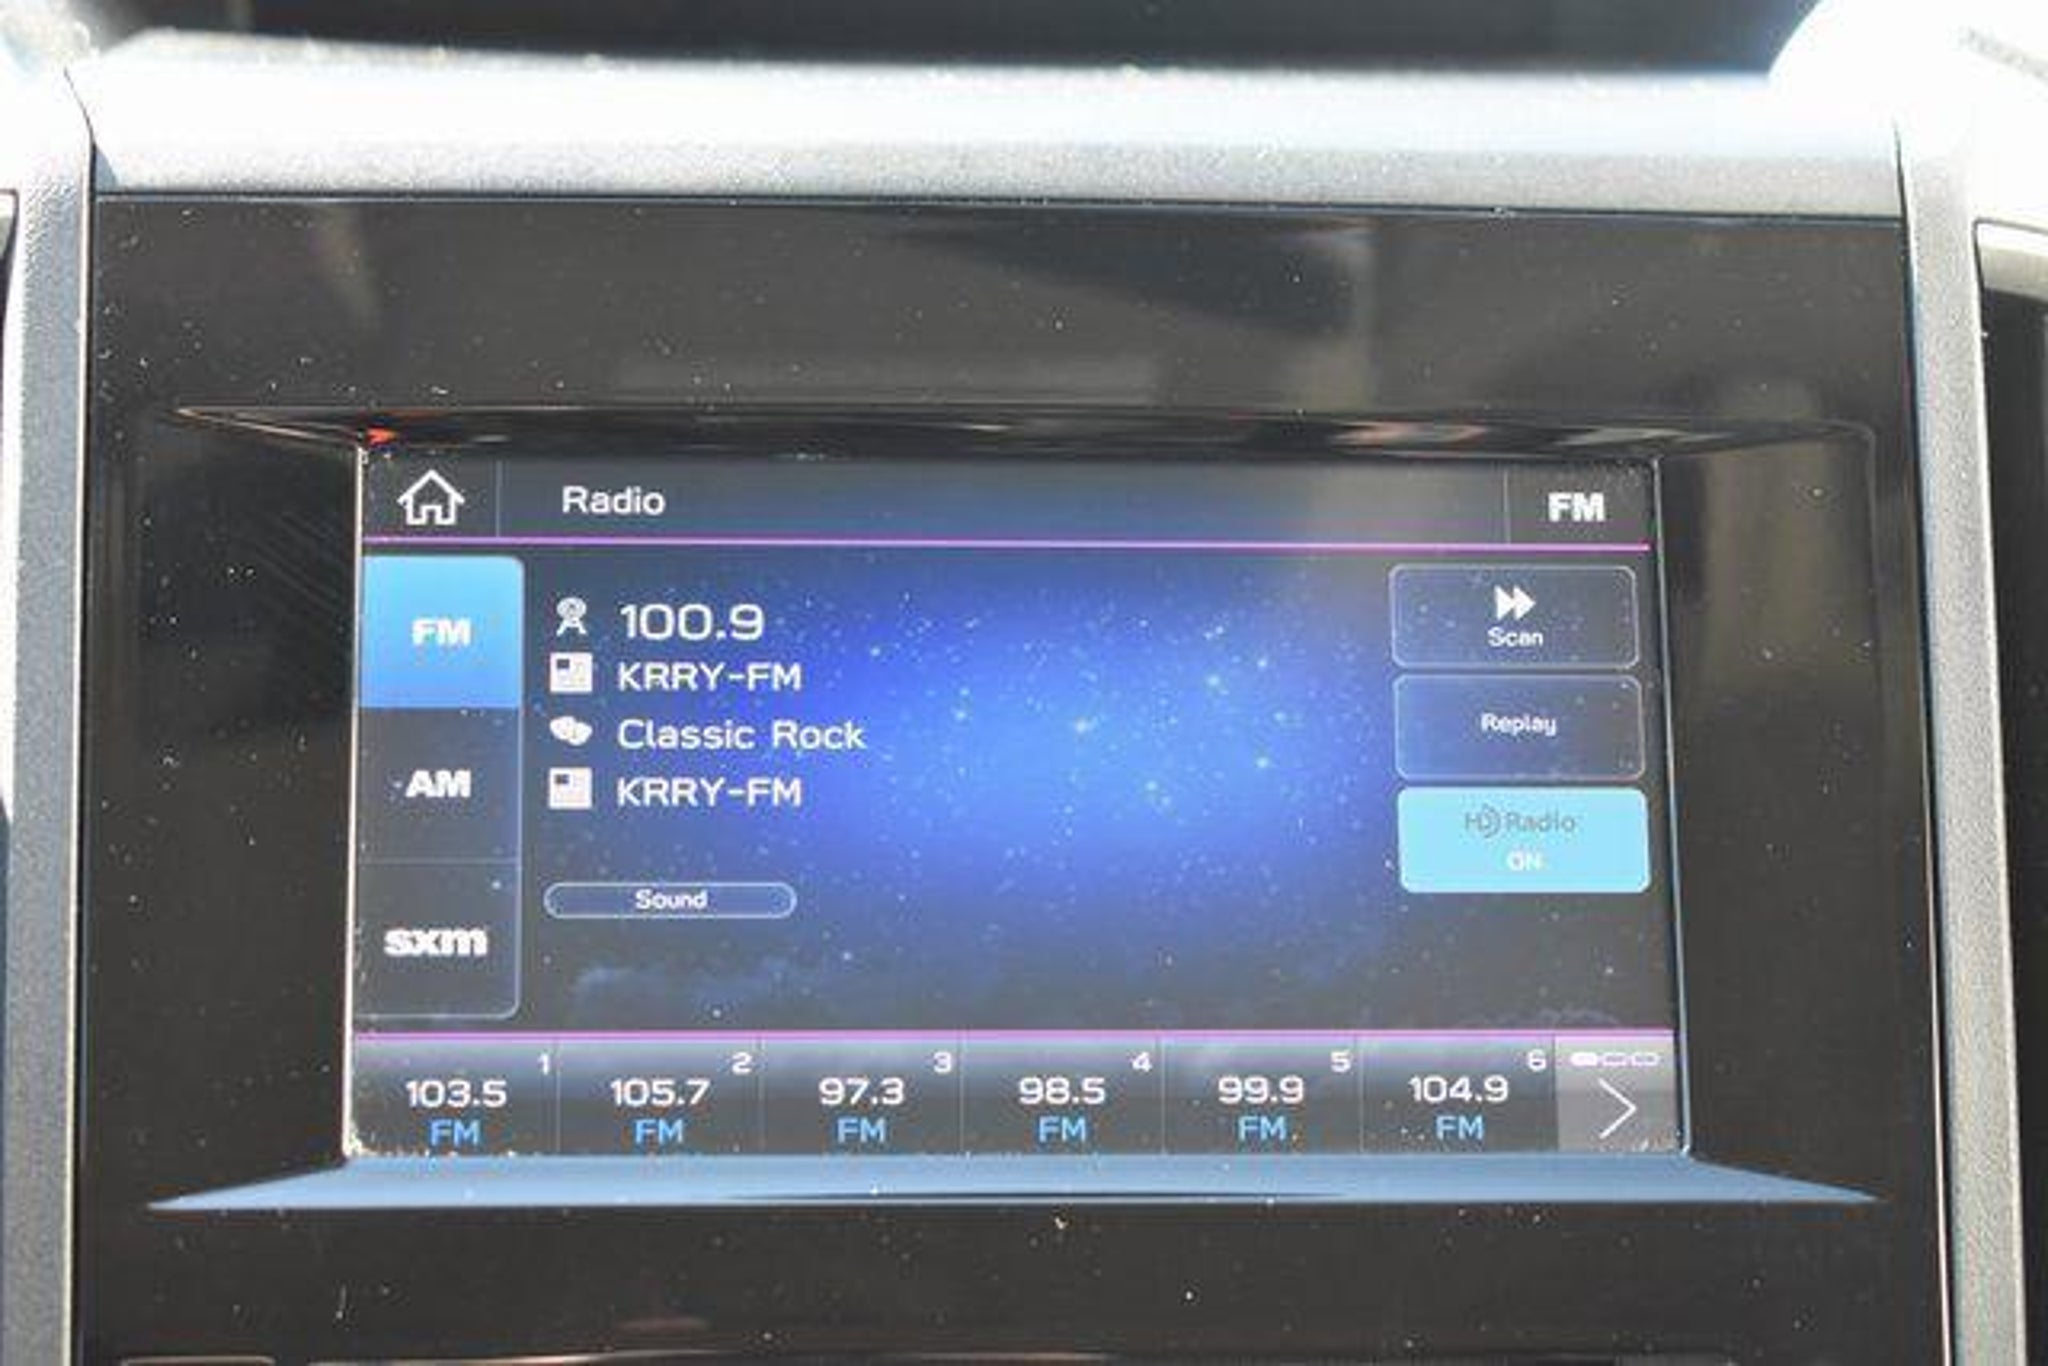 Radio
FM
FM
AM
sxm
100.9
KRRY-FM
Classic Rock
KRRY-FM
Sound
Scan
Replay
HD Radio
ON
1
103.5
FM
2
105.7
FM
3
97.3
FM
4
98.5
FM
5
99.9
FM
6
104.9
FM